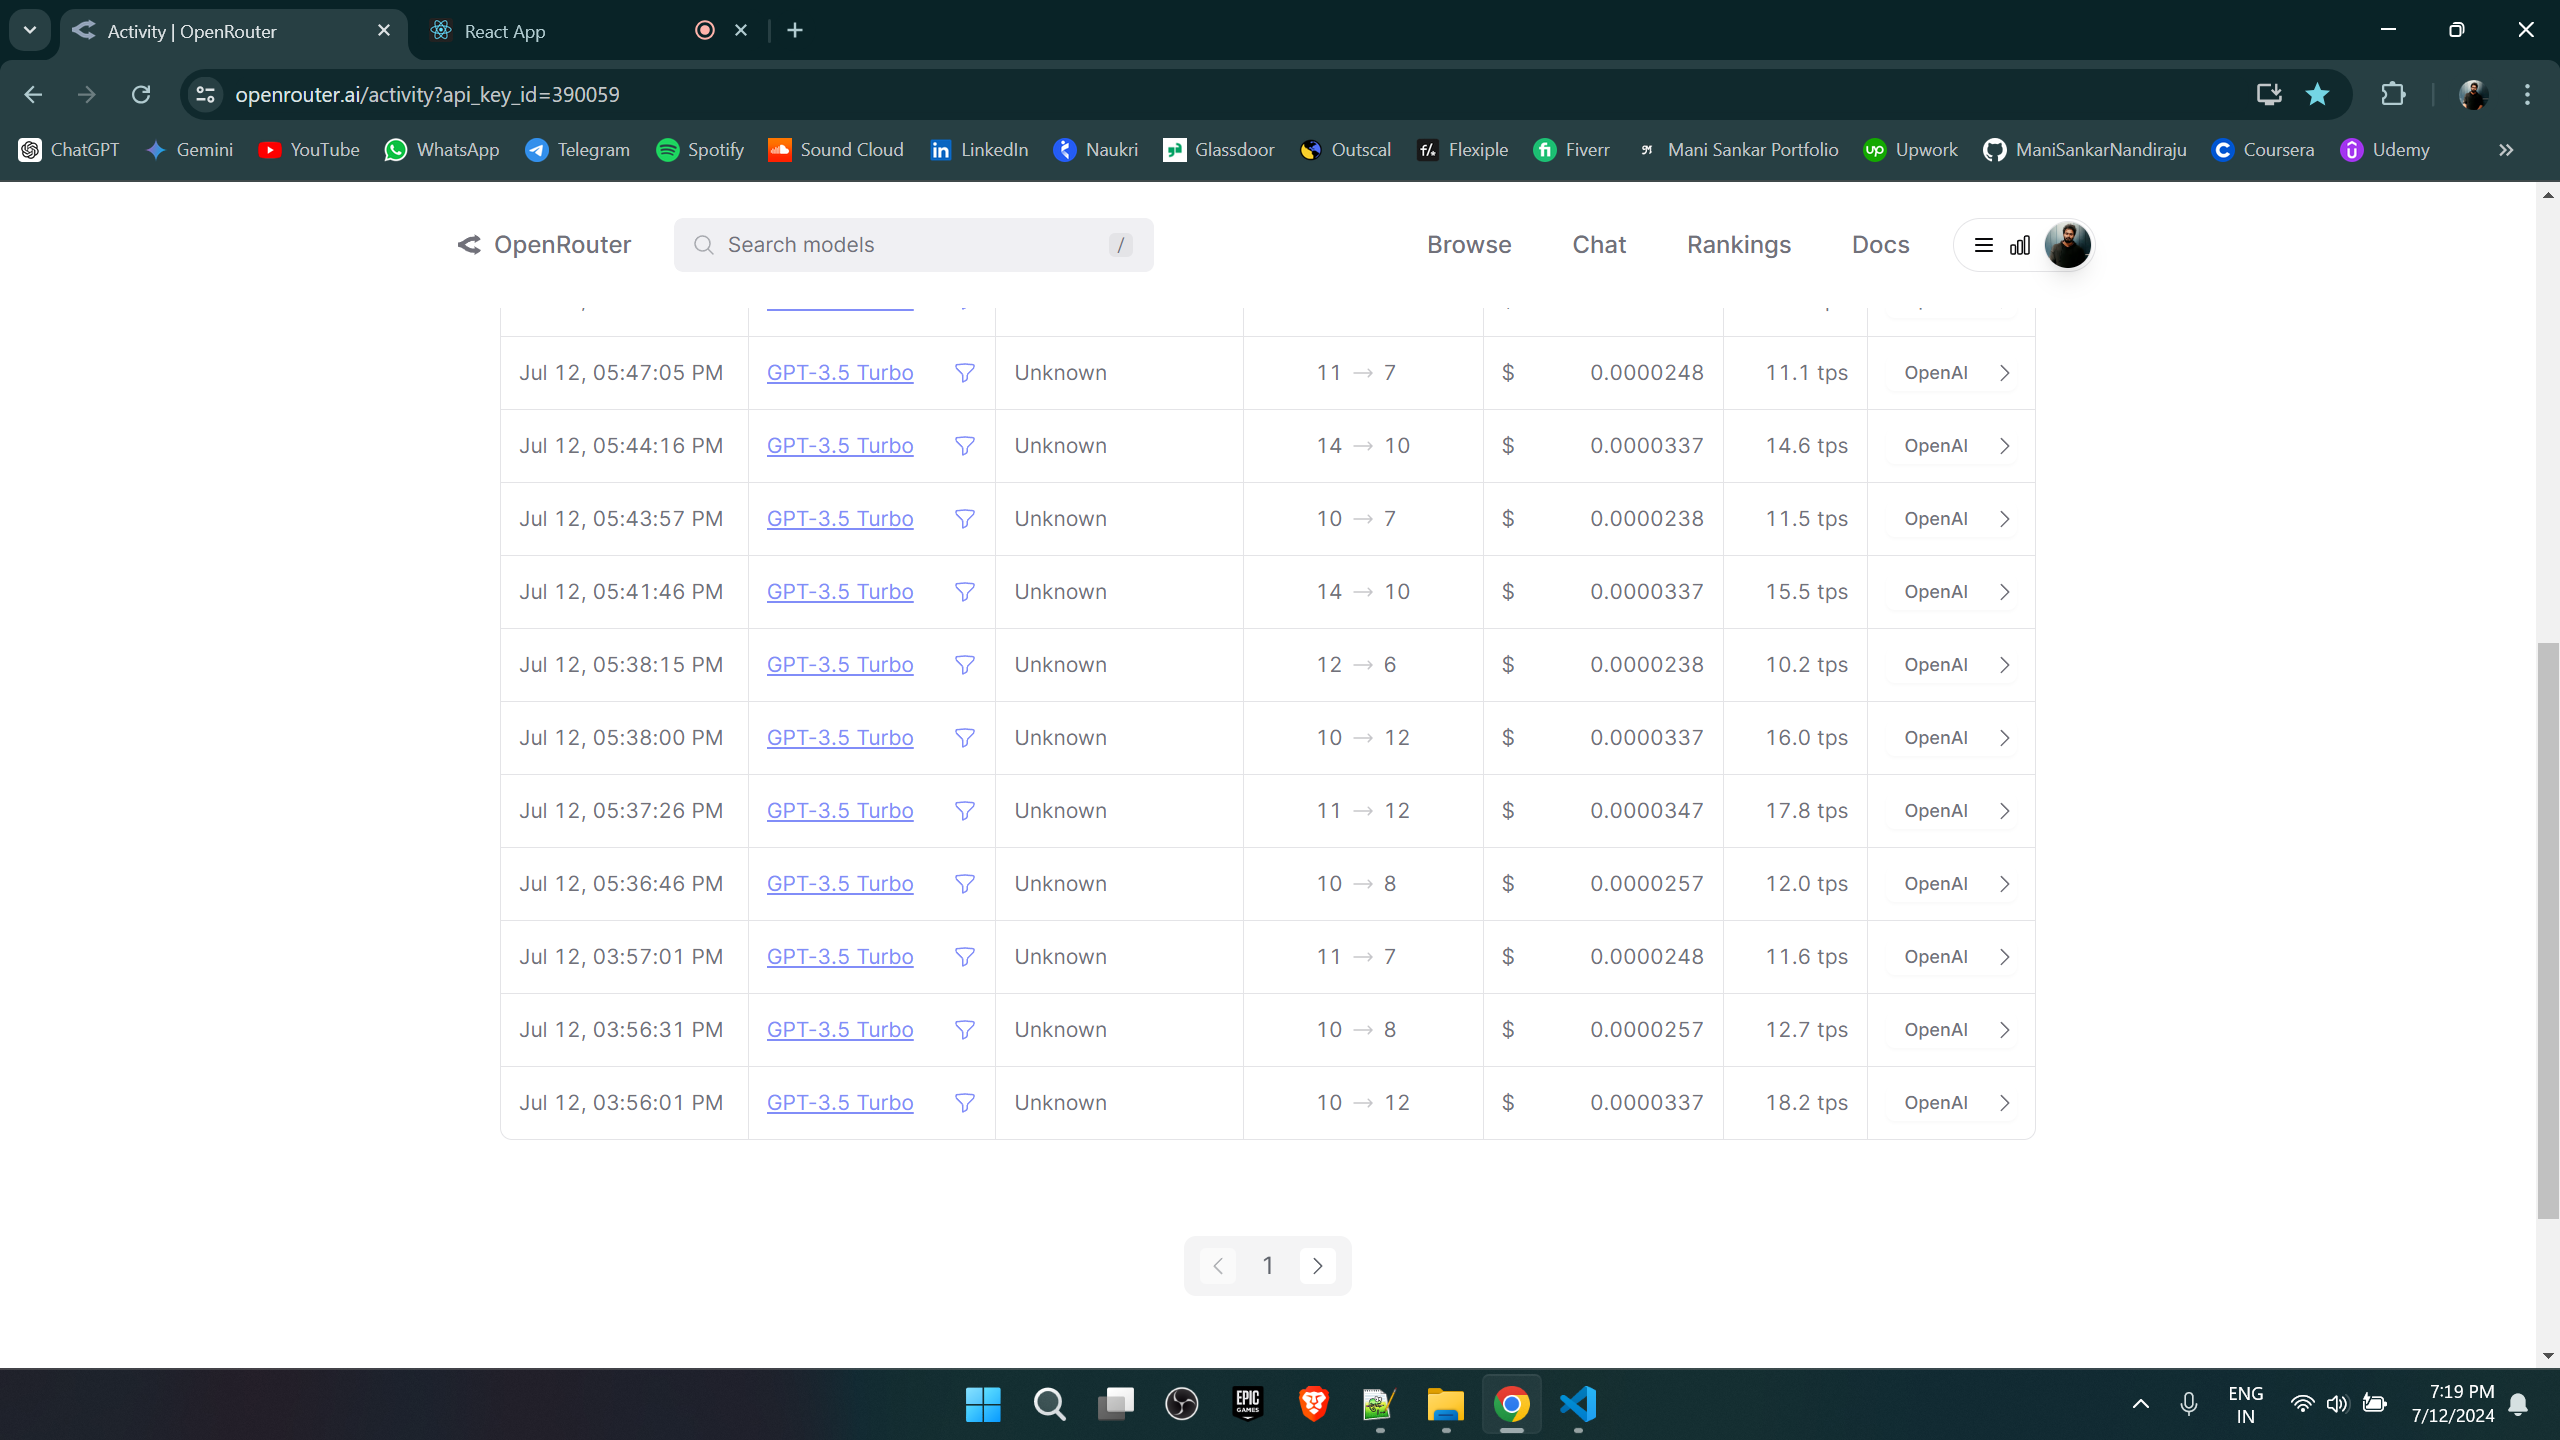 Activity | OpenRouter
React App
openrouter.ai/activity?api_key_id=390059
ChatGPT Gemini YouTube WhatsApp Telegram Spotify Sound Cloud LinkedIn Naukri Glassdoor Outscal Flexiple Fiverr Mani Sankar Portfolio Upwork ManiSankarNandiraju Coursera Udemy
OpenRouter Search models / Browse Chat Rankings Docs
Jul 12, 05:47:05 PM GPT-3.5 Turbo Unknown 11 → 7 $ 0.0000248 11.1 tps OpenAI
Jul 12, 05:44:16 PM GPT-3.5 Turbo Unknown 14 → 10 $ 0.0000337 14.6 tps OpenAI
Jul 12, 05:43:57 PM GPT-3.5 Turbo Unknown 10 → 7 $ 0.0000238 11.5 tps OpenAI
Jul 12, 05:41:46 PM GPT-3.5 Turbo Unknown 14 → 10 $ 0.0000337 15.5 tps OpenAI
Jul 12, 05:38:15 PM GPT-3.5 Turbo Unknown 12 → 6 $ 0.0000238 10.2 tps OpenAI
Jul 12, 05:38:00 PM GPT-3.5 Turbo Unknown 10 → 12 $ 0.0000337 16.0 tps OpenAI
Jul 12, 05:37:26 PM GPT-3.5 Turbo Unknown 11 → 12 $ 0.0000347 17.8 tps OpenAI
Jul 12, 05:36:46 PM GPT-3.5 Turbo Unknown 10 → 8 $ 0.0000257 12.0 tps OpenAI
Jul 12, 03:57:01 PM GPT-3.5 Turbo Unknown 11 → 7 $ 0.0000248 11.6 tps OpenAI
Jul 12, 03:56:31 PM GPT-3.5 Turbo Unknown 10 → 8 $ 0.0000257 12.7 tps OpenAI
Jul 12, 03:56:01 PM GPT-3.5 Turbo Unknown 10 → 12 $ 0.0000337 18.2 tps OpenAI
1
EPIC GAMES
ENG
IN
7:19 PM
7/12/2024